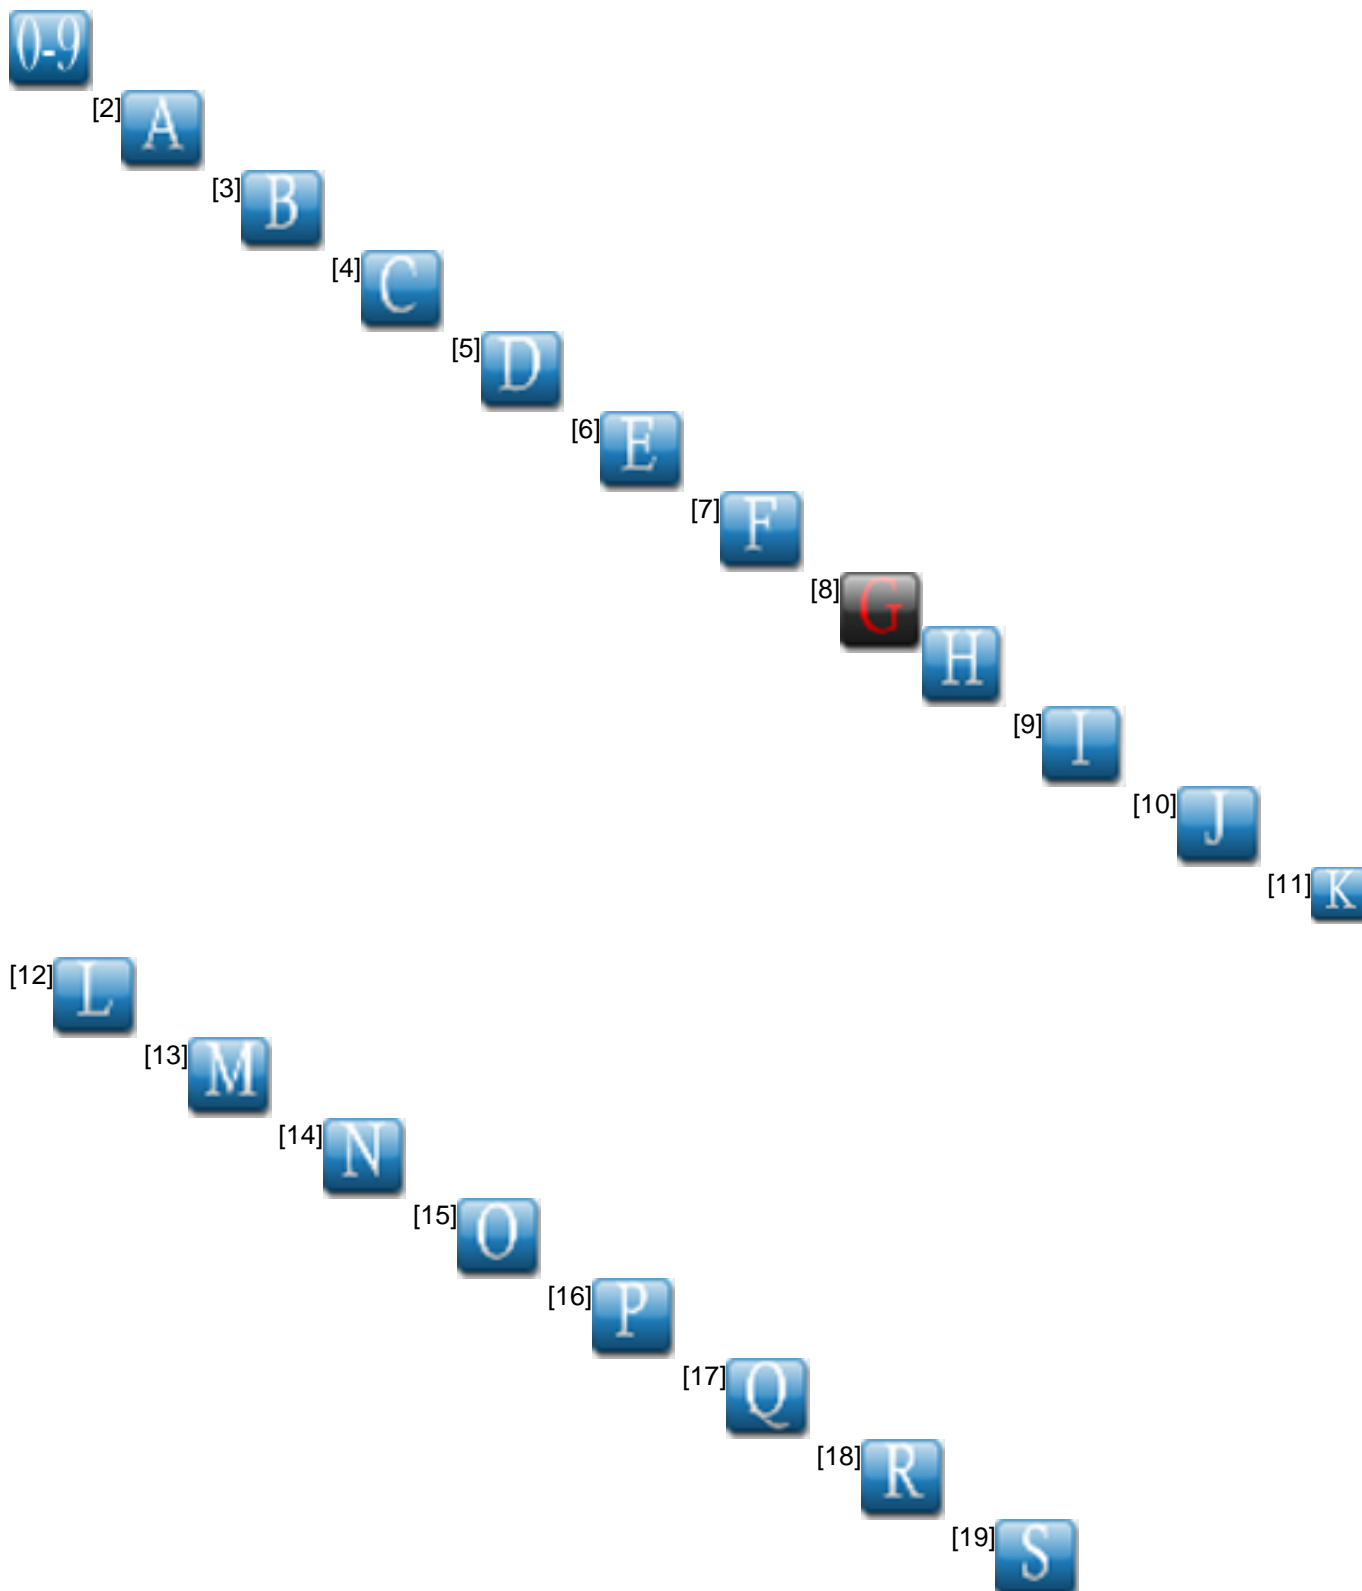 0-9
[2] A
[3] B
[4] C
[5] D
[6] E
[7] F
[8] G
H
[9] I
[10] J
[11] K
[12] L
[13] M
[14] N
[15] O
[16] P
[17] Q
[18] R
[19] S